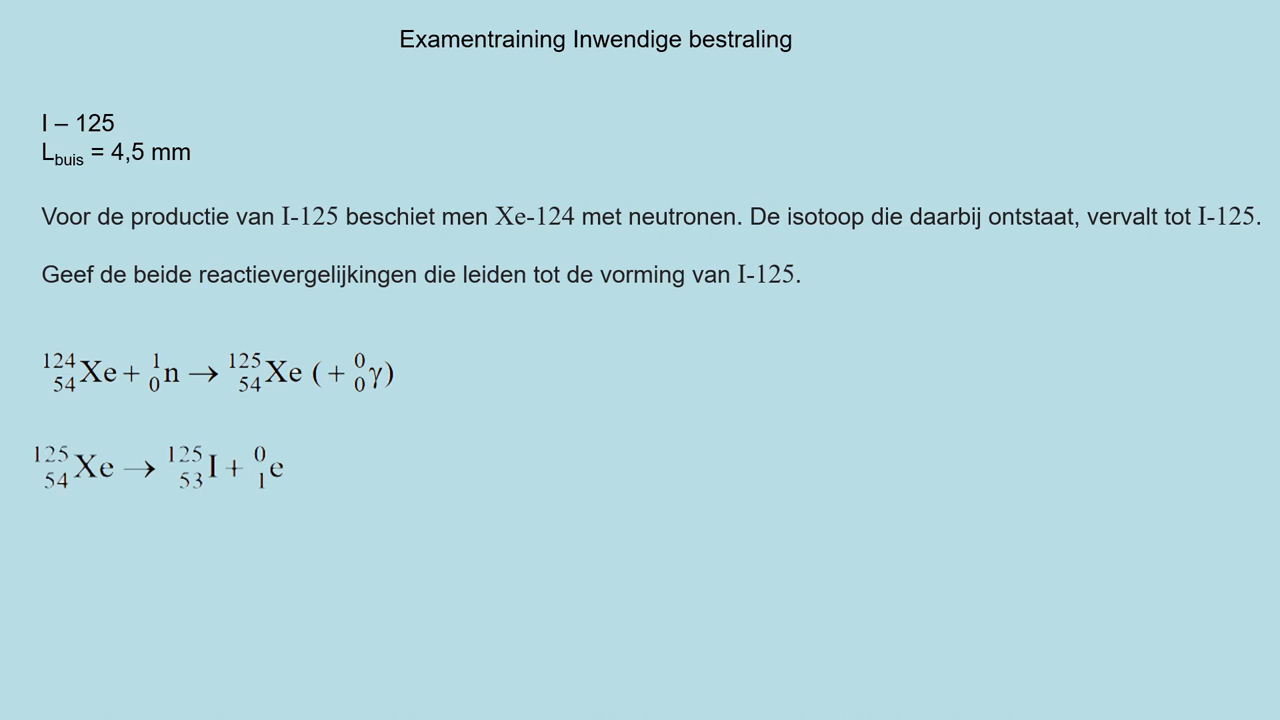 Examentraining Inwendige bestraling
I – 125
L_buis = 4,5 mm
Voor de productie van I-125 beschiet men Xe-124 met neutronen. De isotoop die daarbij ontstaat, vervalt tot I-125.
Geef de beide reactievergelijkingen die leiden tot de vorming van I-125.
¹²⁴₅₄Xe + ¹₀n → ¹²⁵₅₄Xe (+ ⁰₀γ)
¹²⁵₅₄Xe → ¹²⁵₅₃I + ⁰₁e